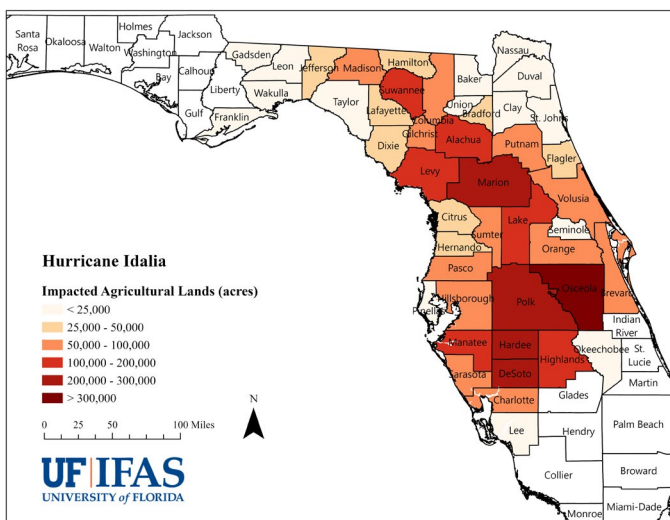 Holmes
Jackson
Santa
Rosa
Okaloosa
Walton
Washington
Bay
Calhoun
Gulf
Liberty
Gadsden
Leon
Wakulla
Franklin
Jefferson
Madison
Hamilton
Suwannee
Taylor
Lafayette
Dixie
Columbia
Gilchrist
Nassau
Baker
Duval
Union
Bradford
Clay
St. Johns
Alachua
Putnam
Flagler
Levy
Marion
Volusia
Citrus
Lake
Sumter
Seminole
Hernando
Orange
Pasco
Osceola
Brevard
Hillsborough
Pinellas
Polk
Indian
River
Manatee
Hardee
Highlands
Okeechobee
St.
Lucie
Sarasota
DeSoto
Martin
Charlotte
Glades
Lee
Hendry
Palm Beach
Collier
Broward
Monroe
Miami-Dade
Hurricane Idalia
Impacted Agricultural Lands (acres)
< 25,000
25,000 - 50,000
50,000 - 100,000
100,000 - 200,000
200,000 - 300,000
> 300,000
0 25 50 100 Miles
N
UF|IFAS
UNIVERSITY of FLORIDA